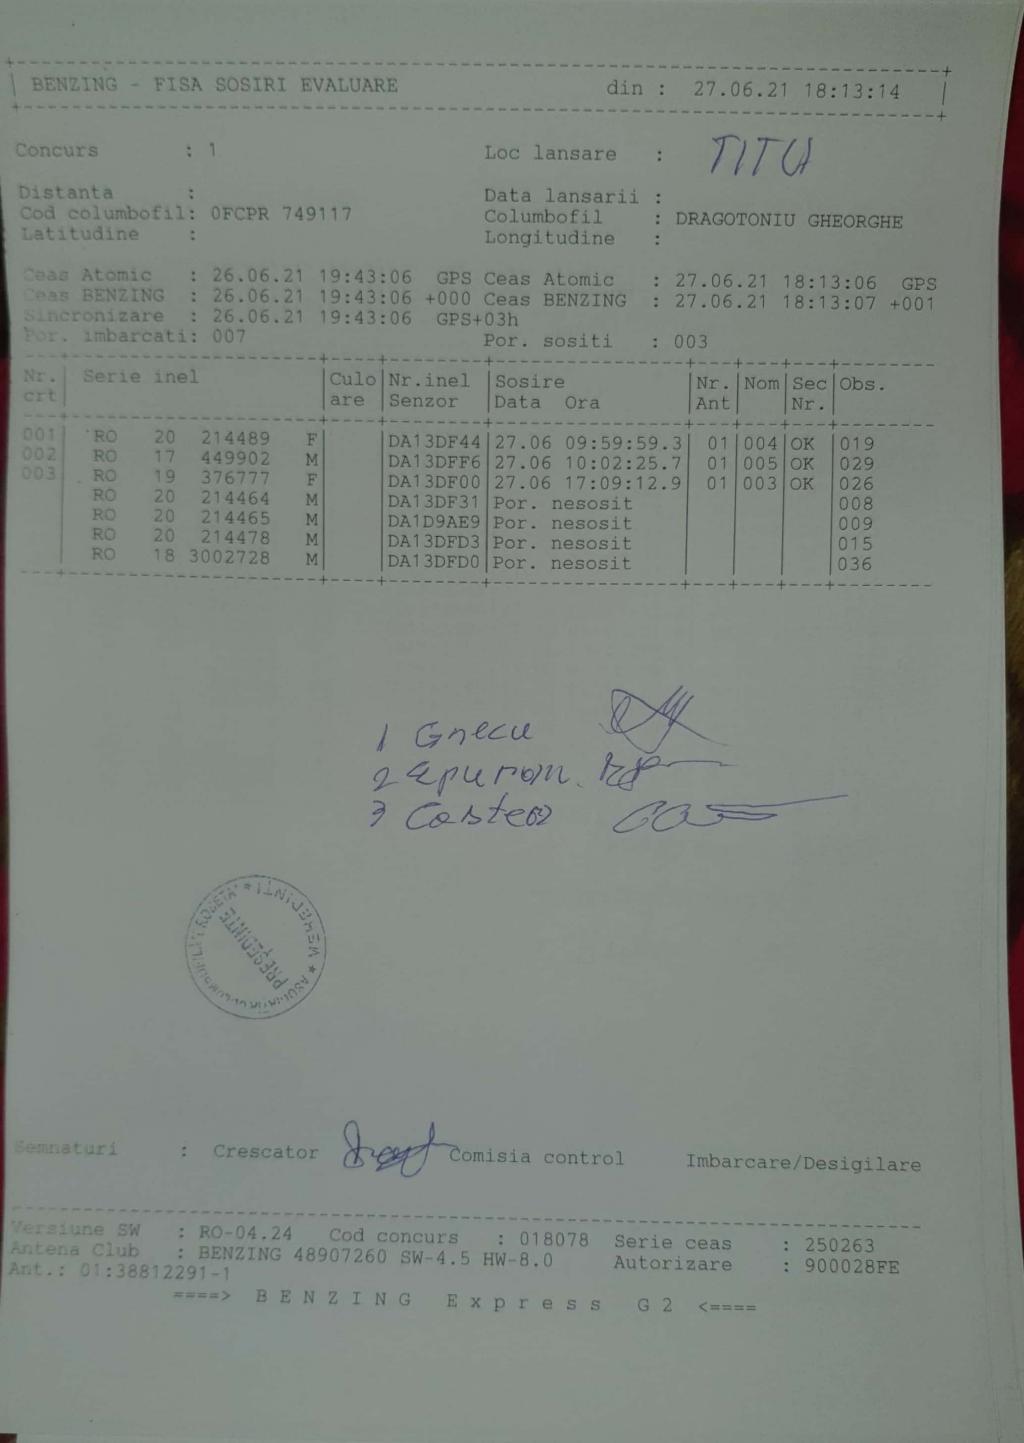 BENZING - FISA SOSIRI EVALUARE din : 27.06.21 18:13:14
Concurs : 1 Loc lansare : TITU
Distanta : Data lansarii :
Cod columbofil: 0FCPR 749117 Columbofil : DRAGOTONIU GHEORGHE
Latitudine : Longitudine :
Ceas Atomic : 26.06.21 19:43:06 GPS Ceas Atomic : 27.06.21 18:13:06 GPS
Ceas BENZING : 26.06.21 19:43:06 +000 Ceas BENZING : 27.06.21 18:13:07 +001
Sincronizare : 26.06.21 19:43:06 GPS+03h
Por. imbarcati: 007 Por. sositi : 003
Nr. Serie inel Culo Nr.inel Sosire Nr. Nom Sec Obs.
crt are Senzor Data Ora Ant Nr.
001 RO 20 214489 F DA13DF44 27.06 09:59:59.3 01 004 OK 019
002 RO 17 449902 M DA13DFF6 27.06 10:02:25.7 01 005 OK 029
003 RO 19 376777 F DA13DF00 27.06 17:09:12.9 01 003 OK 026
RO 20 214464 M DA13DF31 Por. nesosit 008
RO 20 214465 M DA1D9AE9 Por. nesosit 009
RO 20 214478 M DA13DFD3 Por. nesosit 015
RO 18 3002728 M DA13DFD0 Por. nesosit 036
1 Grecu
2 Epurom.
3 Costea
MEHEDINTI
PRESEDINTE
Semnaturi : Crescator Comisia control Imbarcare/Desigilare
Versiune SW : RO-04.24 Cod concurs : 018078 Serie ceas : 250263
Antena Club : BENZING 48907260 SW-4.5 HW-8.0 Autorizare : 900028FE
Ant.: 01:38812291-1
====> BENZING Express G2 <====